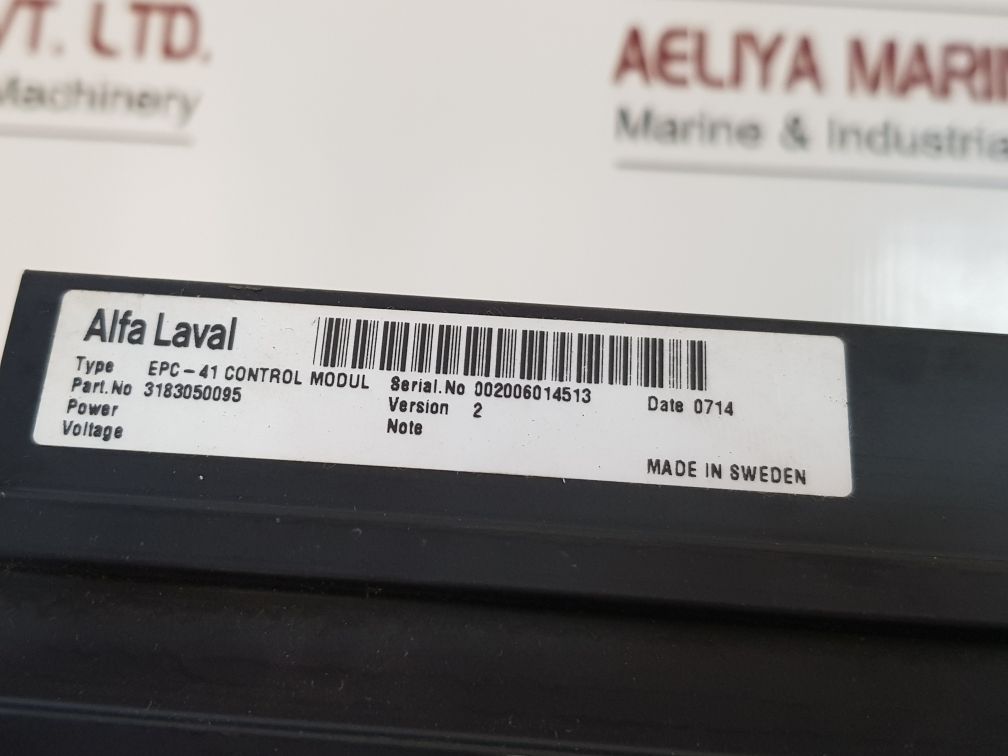 VT. LTD.
Machinery
AELIYA MARIN
Marine & Industria
Alfa Laval
Type EPC-41 CONTROL MODUL
Part.No 3183050095
Power
Voltage
Serial.No 002006014513
Version 2
Note
Date 0714
MADE IN SWEDEN